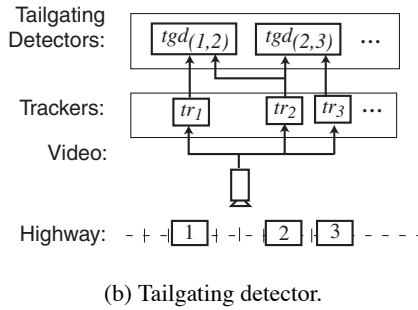 Tailgating
Detectors:
tgd(1,2) tgd(2,3) ...
Trackers:
tr1 tr2 tr3 ...
Video:
Highway:
1 2 3
(b) Tailgating detector.